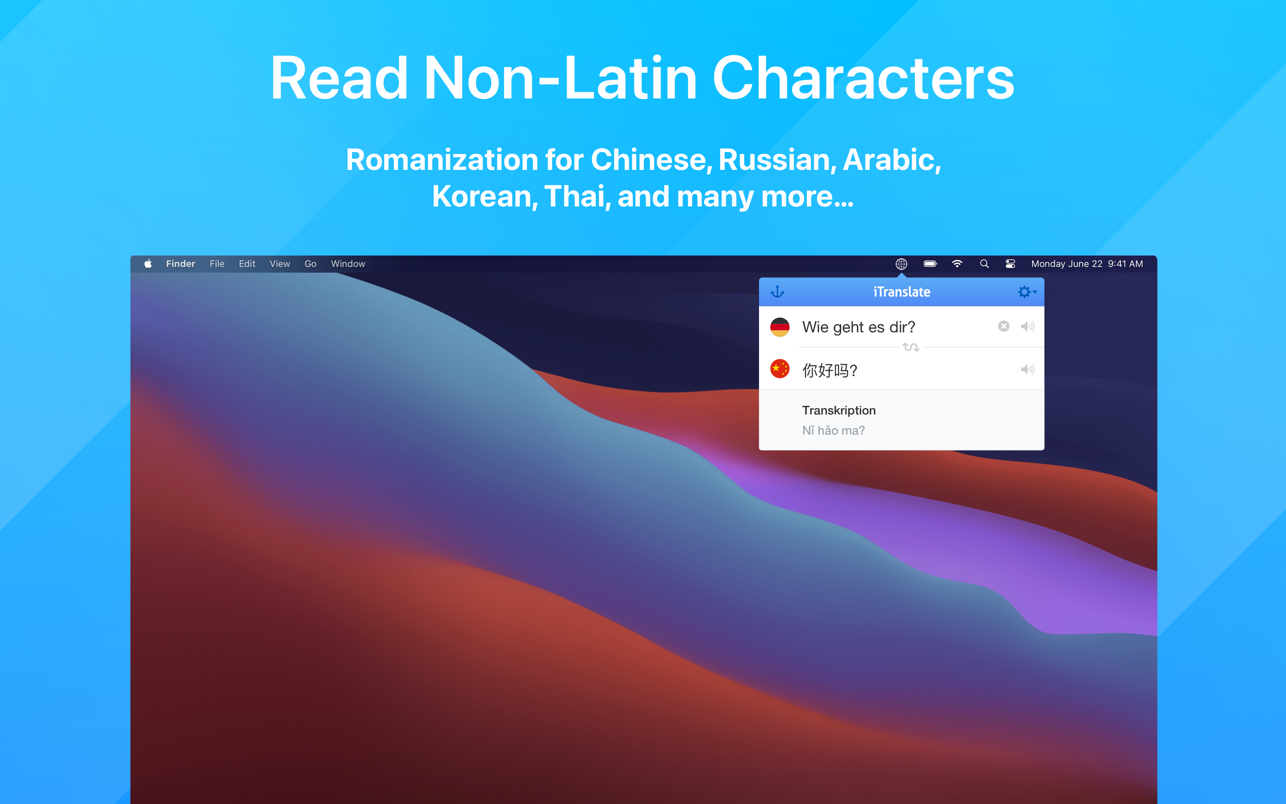 Read Non-Latin Characters
Romanization for Chinese, Russian, Arabic,
Korean, Thai, and many more...
Finder File Edit View Go Window Monday June 22 9:41 AM
iTranslate
Wie geht es dir?
你好吗?
Transkription
Nǐ hǎo ma?